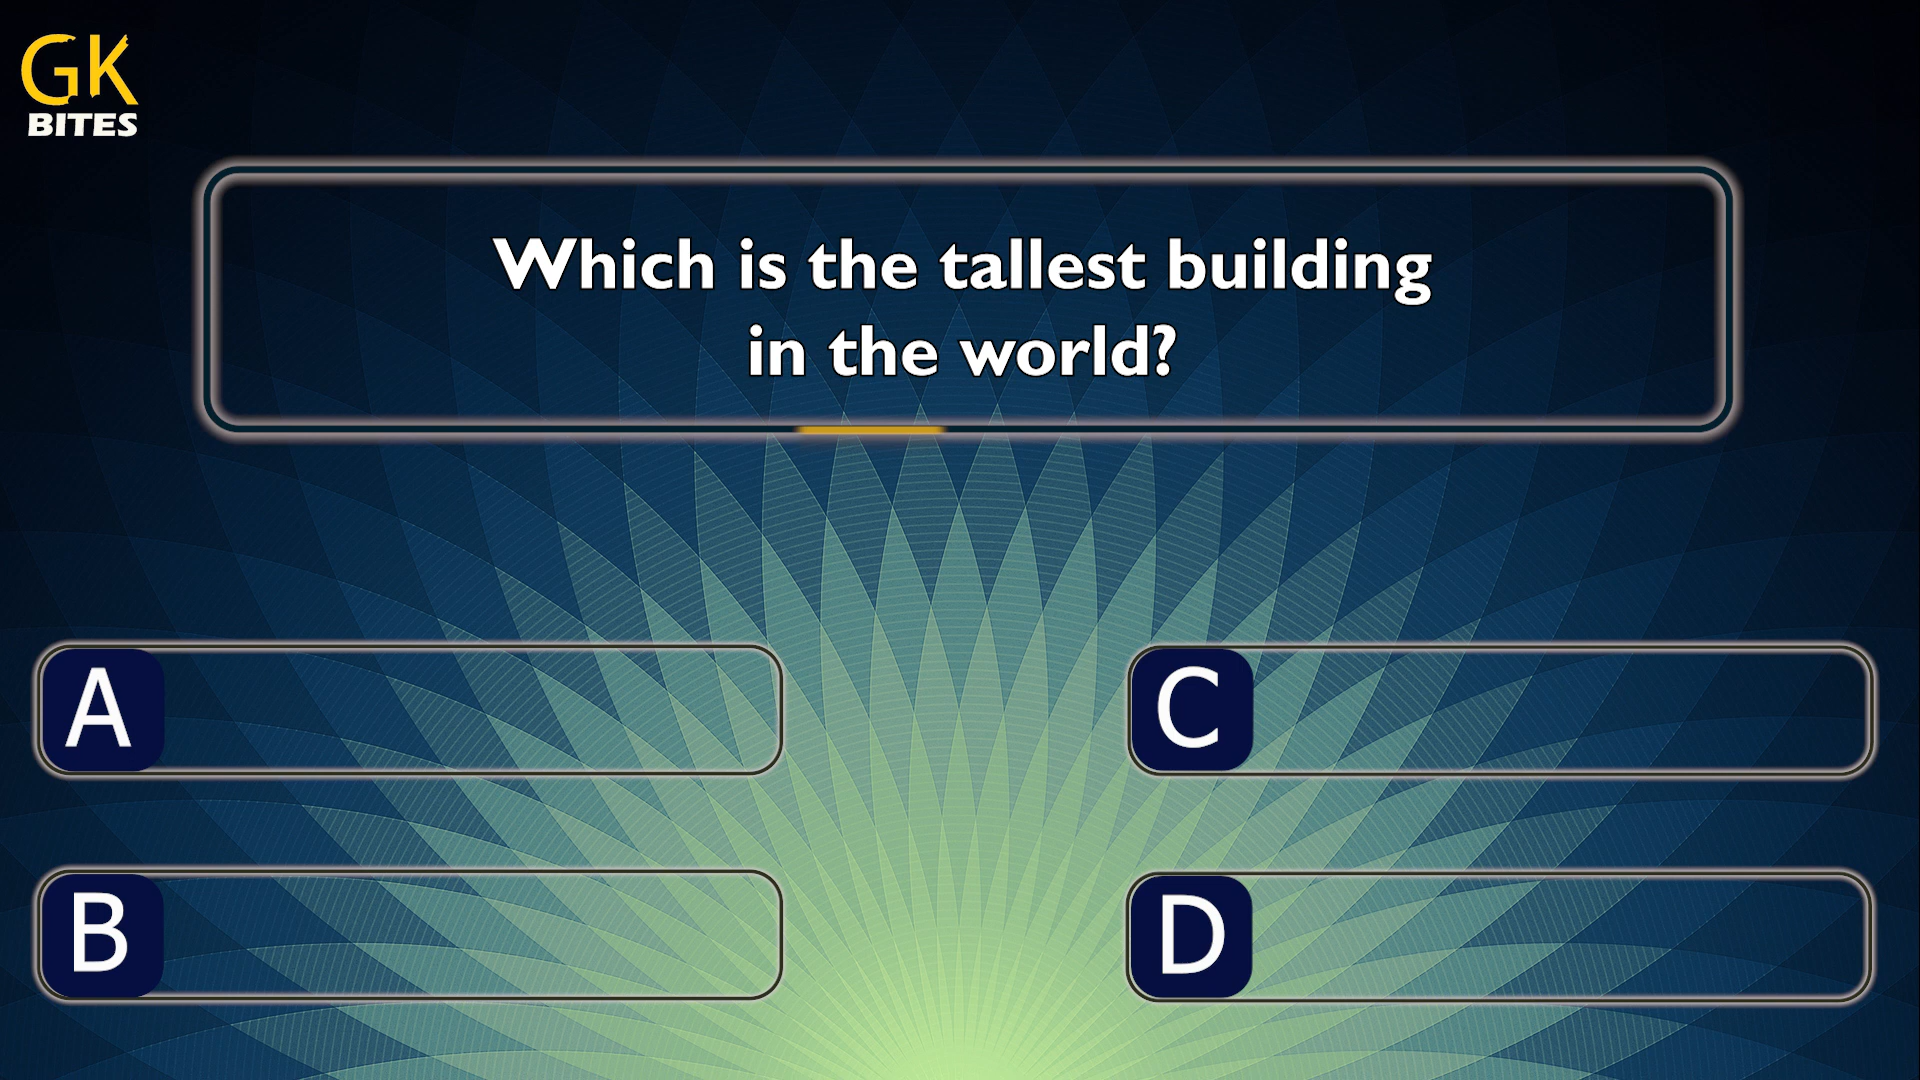 GK
BITES
Which is the tallest building
in the world?
A
C
B
D